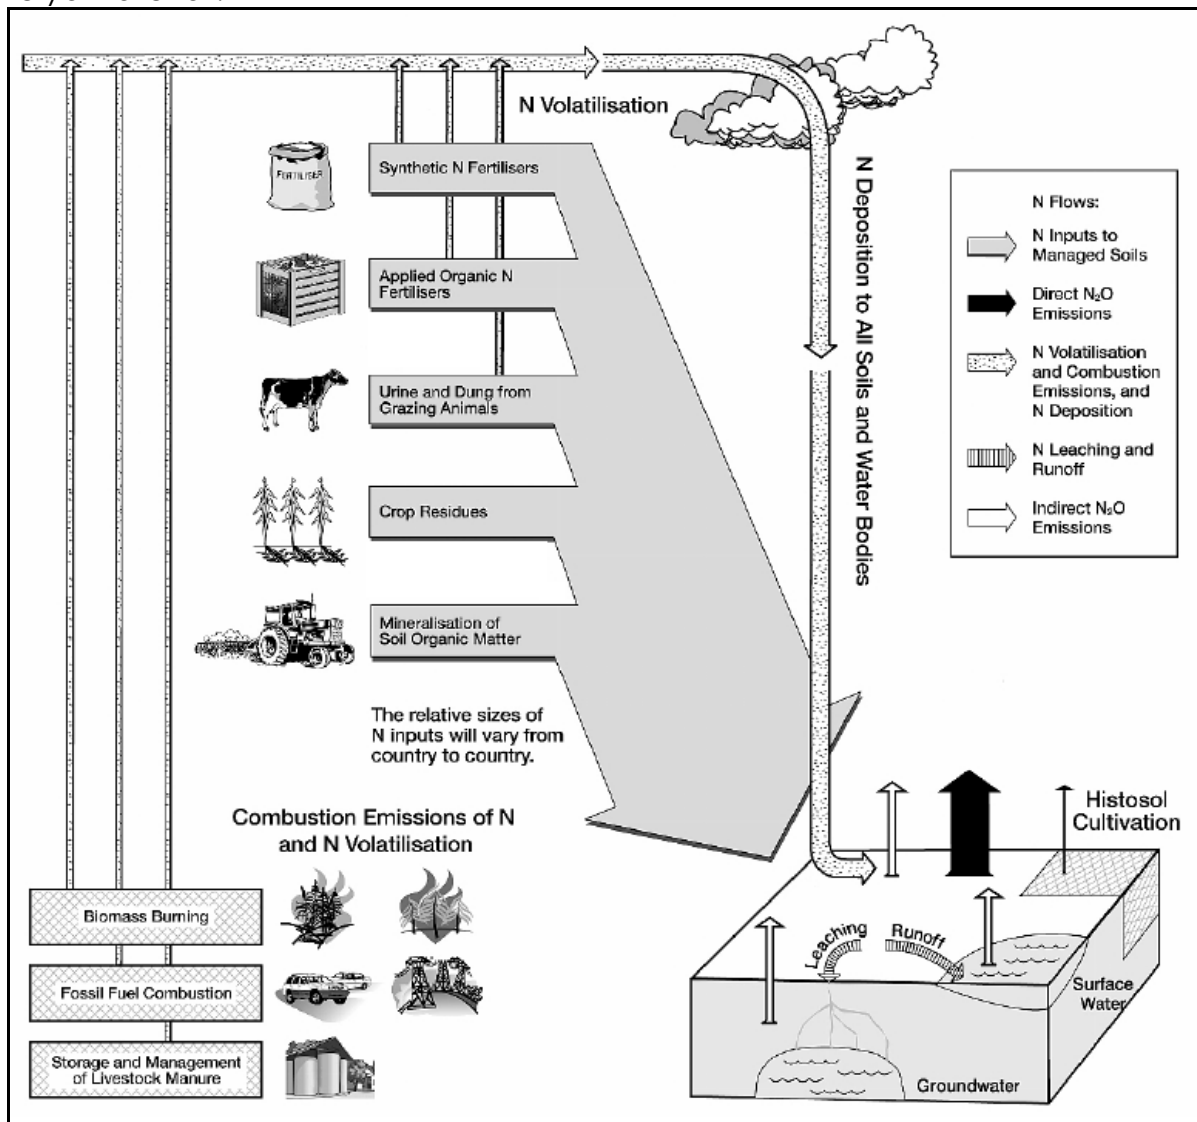 N Volatilisation
FERTILISER
Synthetic N Fertilisers
Applied Organic N
Fertilisers
Urine and Dung from
Grazing Animals
Crop Residues
Mineralisation of
Soil Organic Matter
The relative sizes of
N inputs will vary from
country to country.
N Deposition to All Soils and Water Bodies
N Flows:
N Inputs to
Managed Soils
Direct N₂O
Emissions
N Volatilisation
and Combustion
Emissions, and
N Deposition
N Leaching and
Runoff
Indirect N₂O
Emissions
Combustion Emissions of N
and N Volatilisation
Biomass Burning
Fossil Fuel Combustion
Storage and Management
of Livestock Manure
Histosol
Cultivation
Leaching
Runoff
Surface
Water
Groundwater